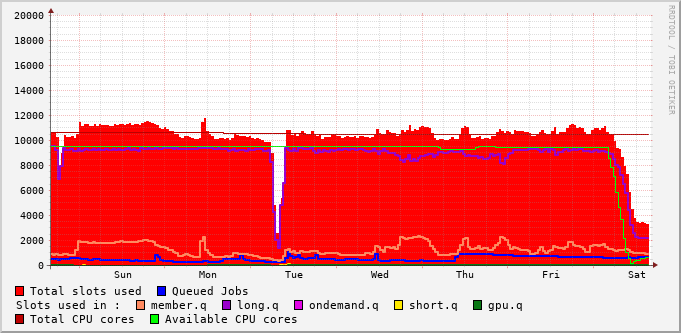 20000
18000
16000
14000
12000
10000
8000
6000
4000
2000
0
Sun Mon Tue Wed Thu Fri Sat
RRDTOOL / TOBI OETIKER
Total slots used Queued Jobs
Slots used in : member.q long.q ondemand.q short.q gpu.q
Total CPU cores Available CPU cores